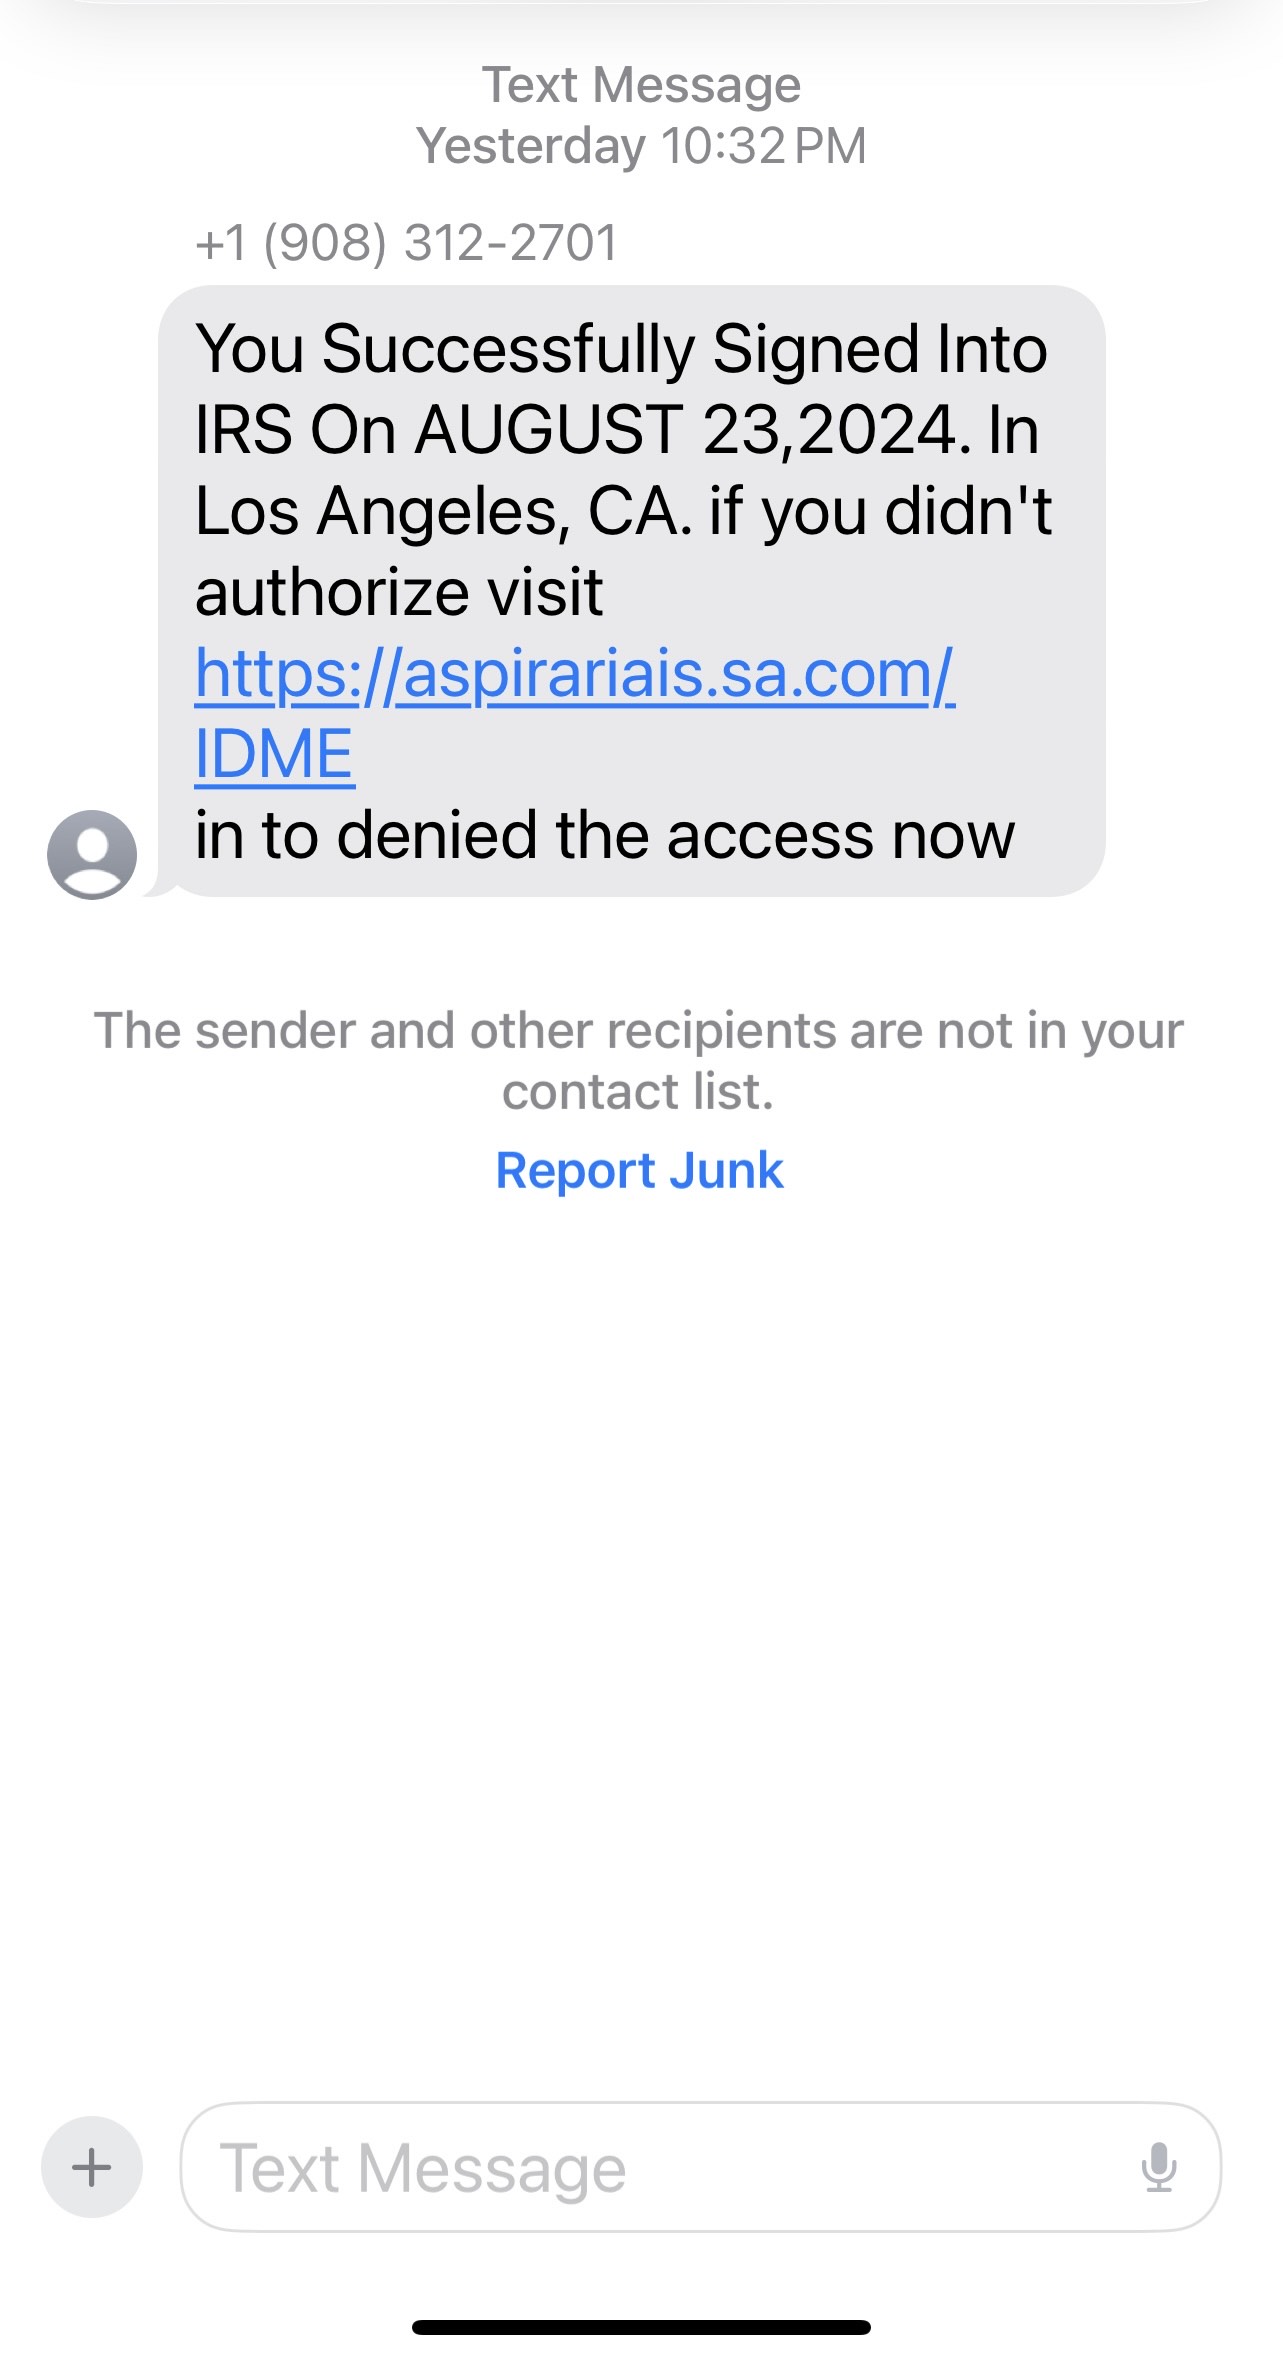 Text Message
Yesterday 10:32 PM
+1 (908) 312-2701
You Successfully Signed Into
IRS On AUGUST 23,2024. In
Los Angeles, CA. if you didn't
authorize visit
https://aspirariais.sa.com/
IDME
in to denied the access now
The sender and other recipients are not in your
contact list.
Report Junk
Text Message